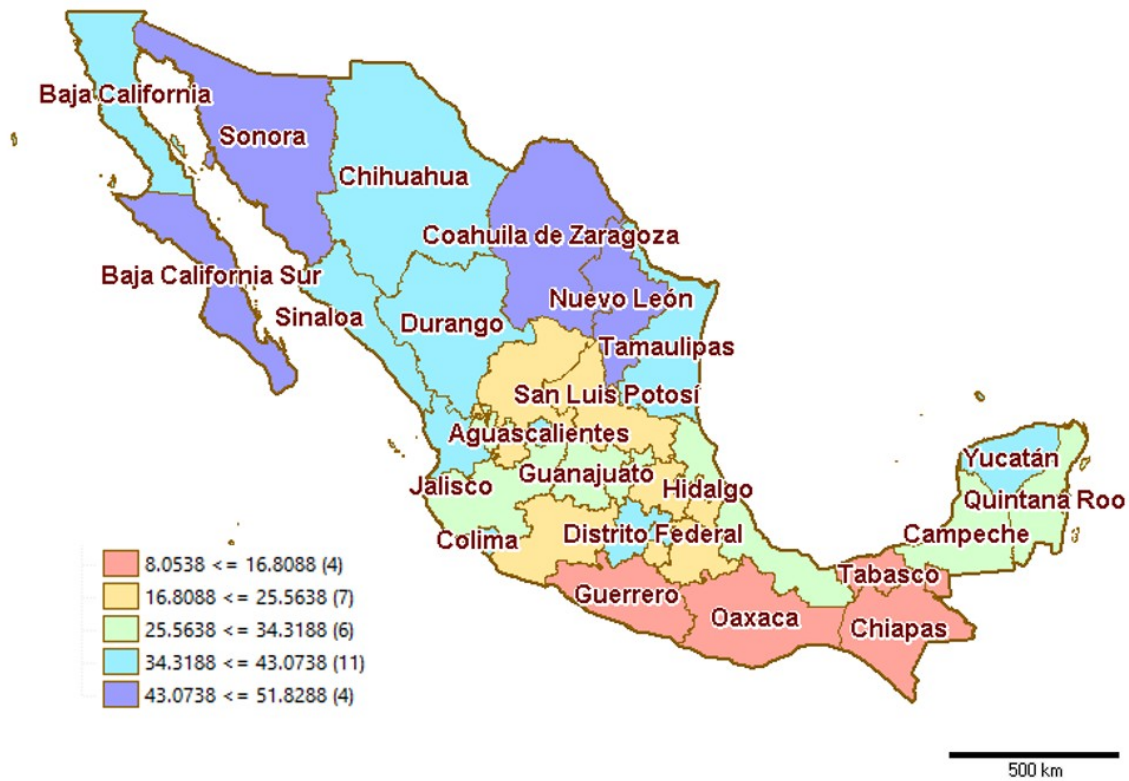 Baja California
Sonora
Chihuahua
Coahuila de Zaragoza
Baja California Sur
Nuevo León
Sinaloa
Durango
Tamaulipas
San Luis Potosí
Aguascalientes
Yucatán
Guanajuato
Jalisco
Hidalgo
Quintana Roo
Colima
Distrito Federal
Campeche
Tabasco
Guerrero
Oaxaca
Chiapas
8.0538 <= 16.8088 (4)
16.8088 <= 25.5638 (7)
25.5638 <= 34.3188 (6)
34.3188 <= 43.0738 (11)
43.0738 <= 51.8288 (4)
500 km